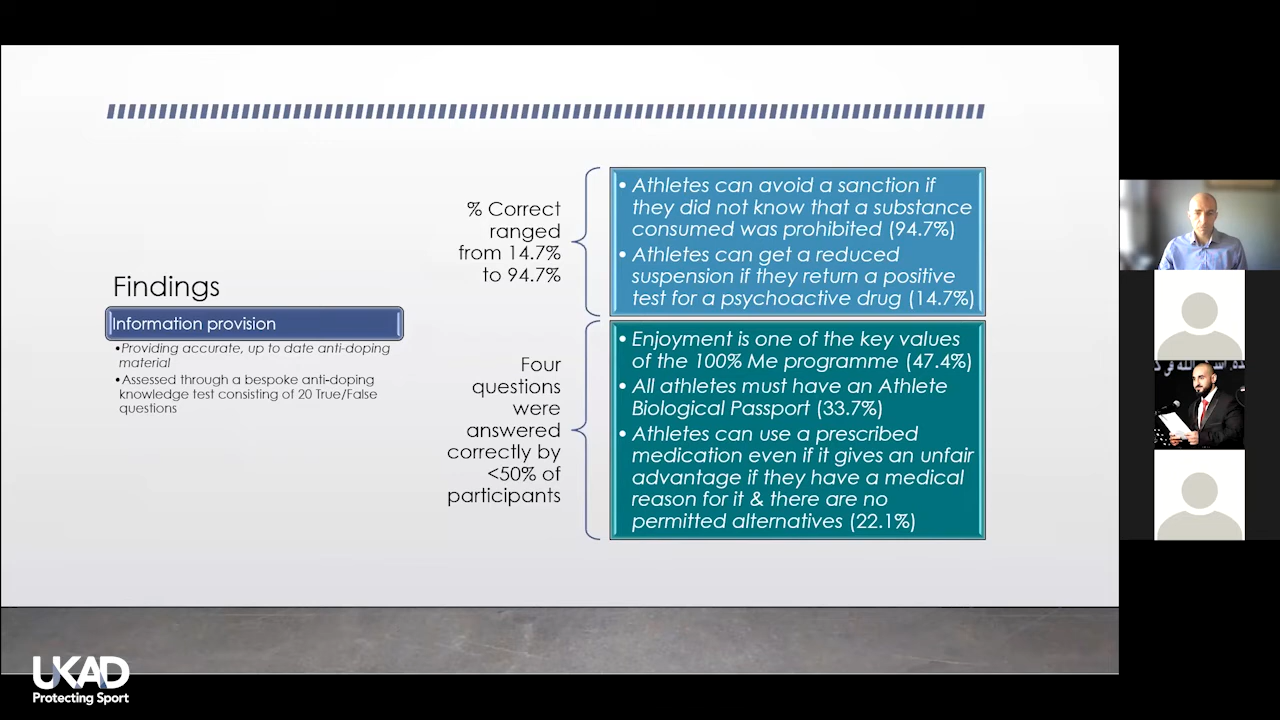 Findings
Information provision
•Providing accurate, up to date anti-doping
material
•Assessed through a bespoke anti-doping
knowledge test consisting of 20 True/False
questions
% Correct
ranged
from 14.7%
to 94.7%
• Athletes can avoid a sanction if
they did not know that a substance
consumed was prohibited (94.7%)
• Athletes can get a reduced
suspension if they return a positive
test for a psychoactive drug (14.7%)
Four
questions
were
answered
correctly by
<50% of
participants
• Enjoyment is one of the key values
of the 100% Me programme (47.4%)
• All athletes must have an Athlete
Biological Passport (33.7%)
• Athletes can use a prescribed
medication even if it gives an unfair
advantage if they have a medical
reason for it & there are no
permitted alternatives (22.1%)
UKAD
Protecting Sport